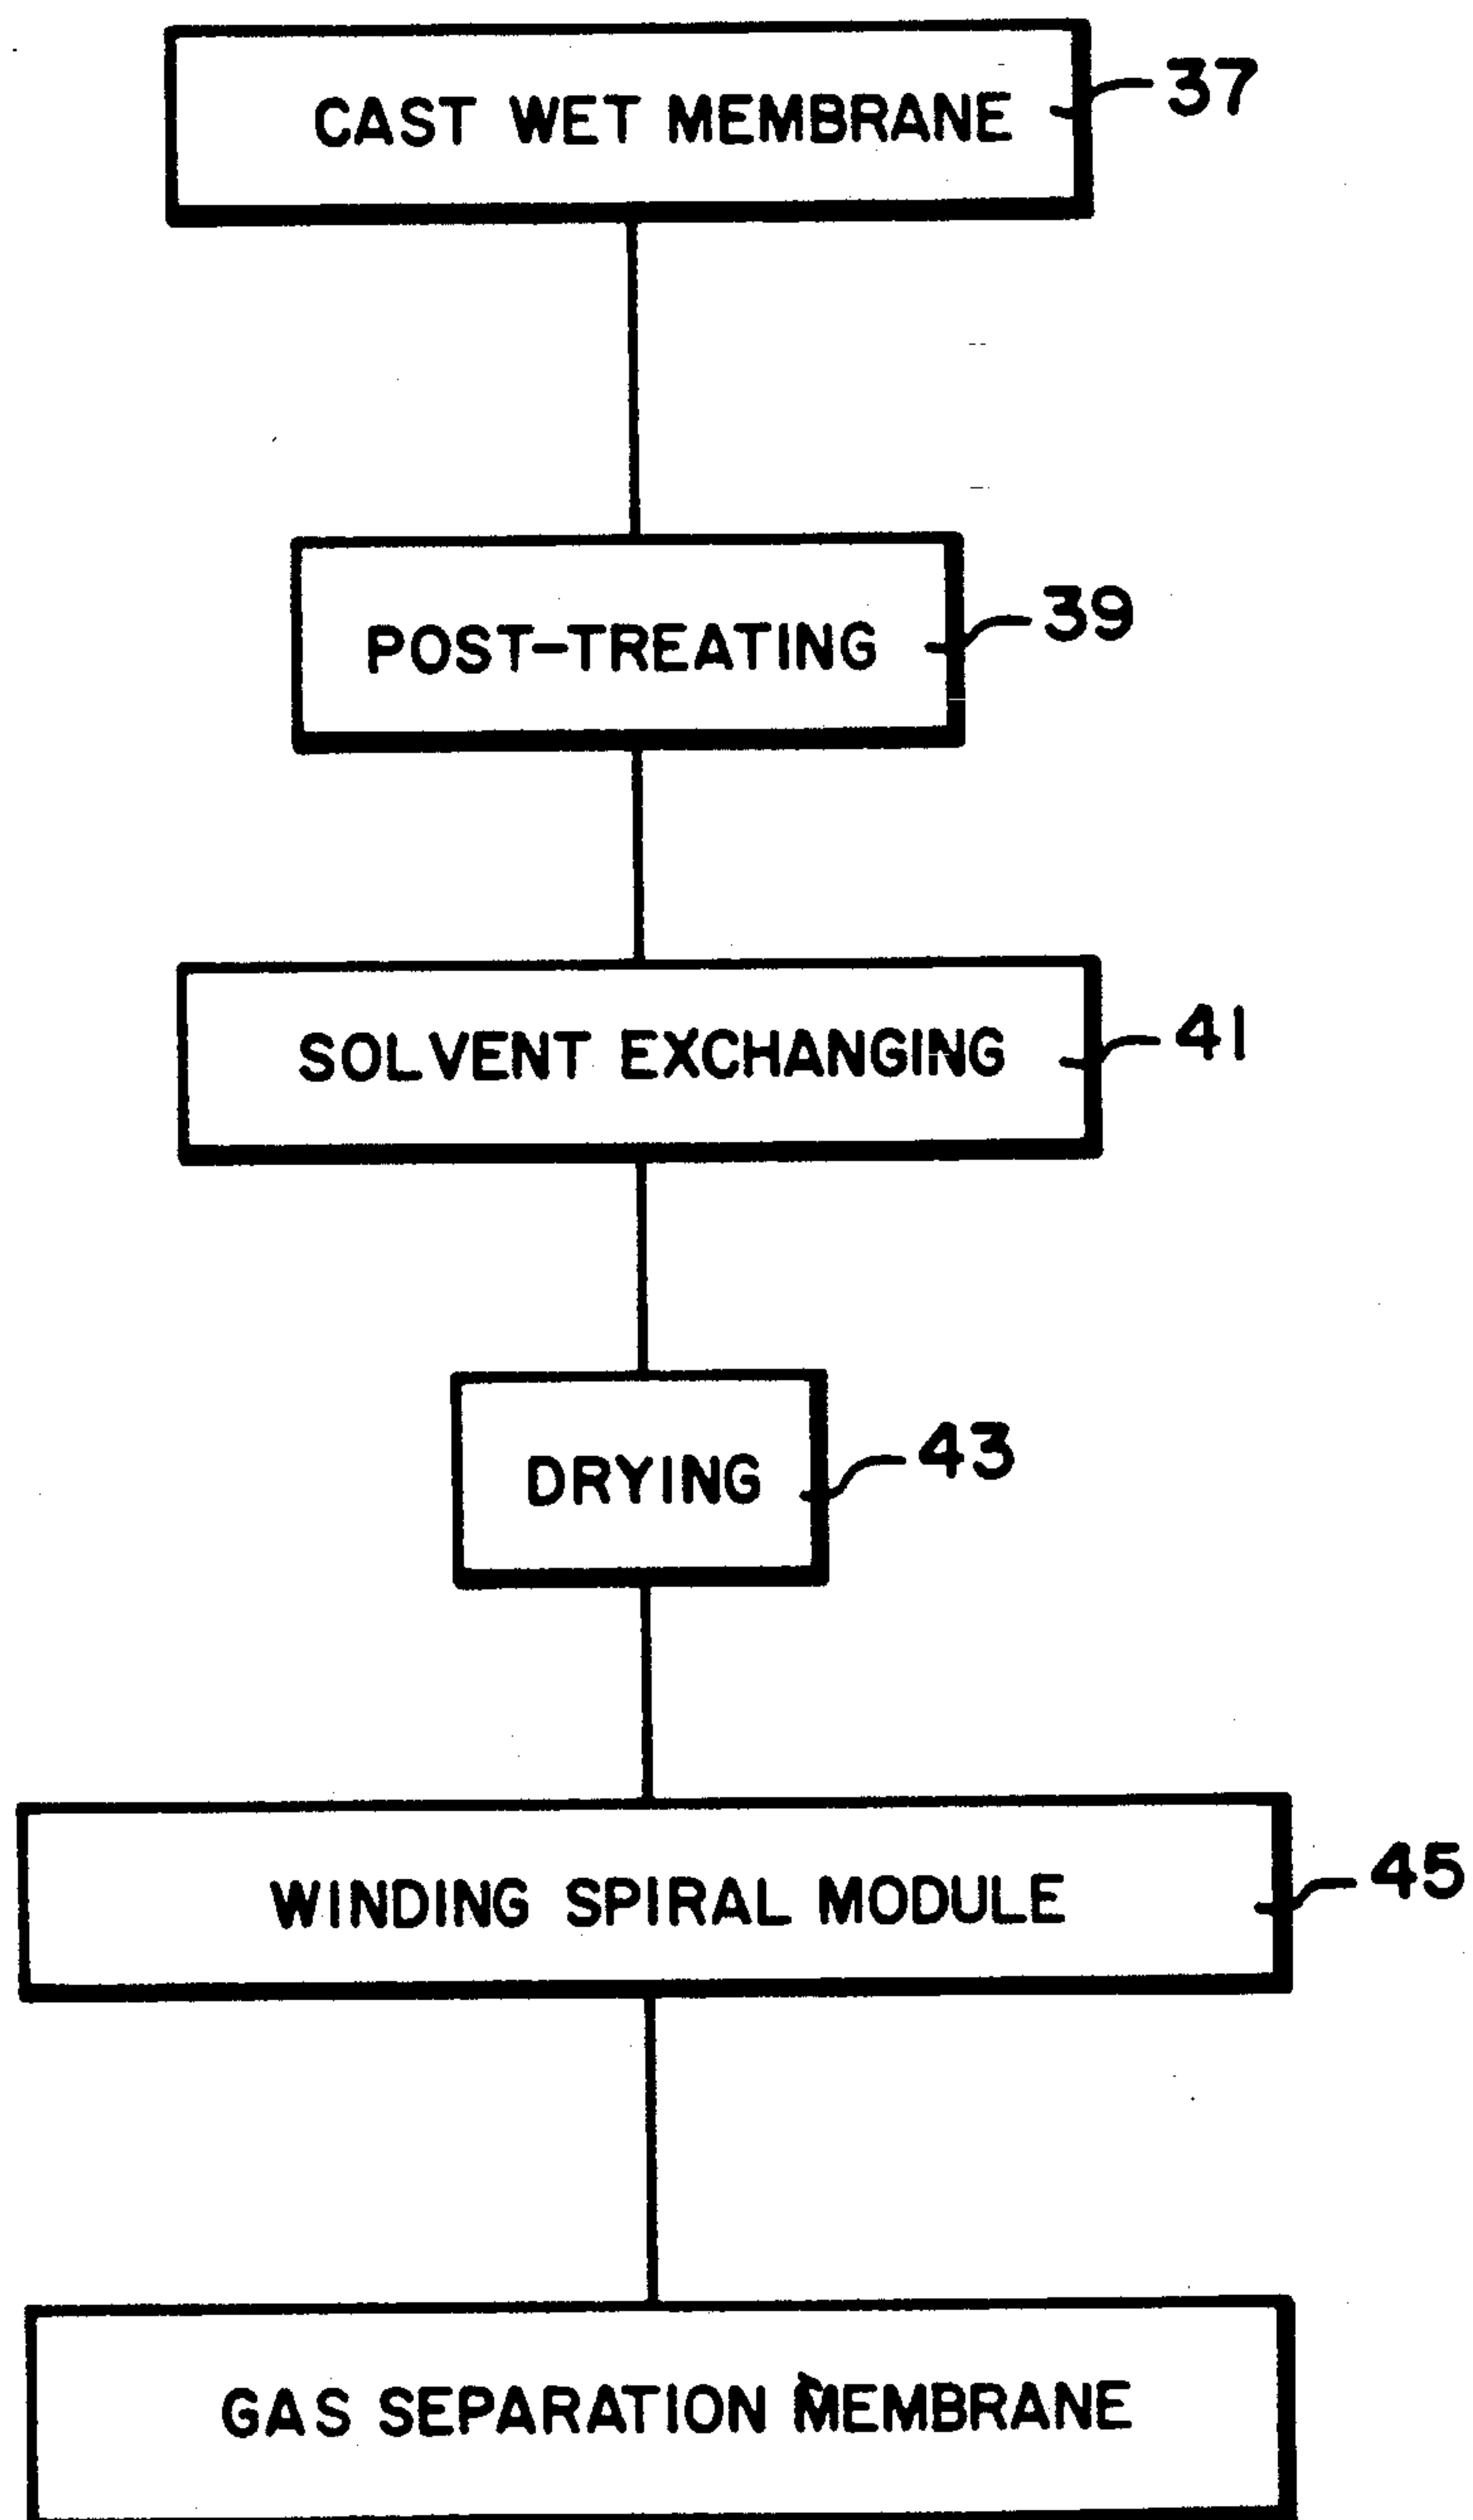 CAST WET MEMBRANE
37
POST-TREATING
39
SOLVENT EXCHANGING
41
DRYING
43
WINDING SPIRAL MODULE
45
GAS SEPARATION MEMBRANE